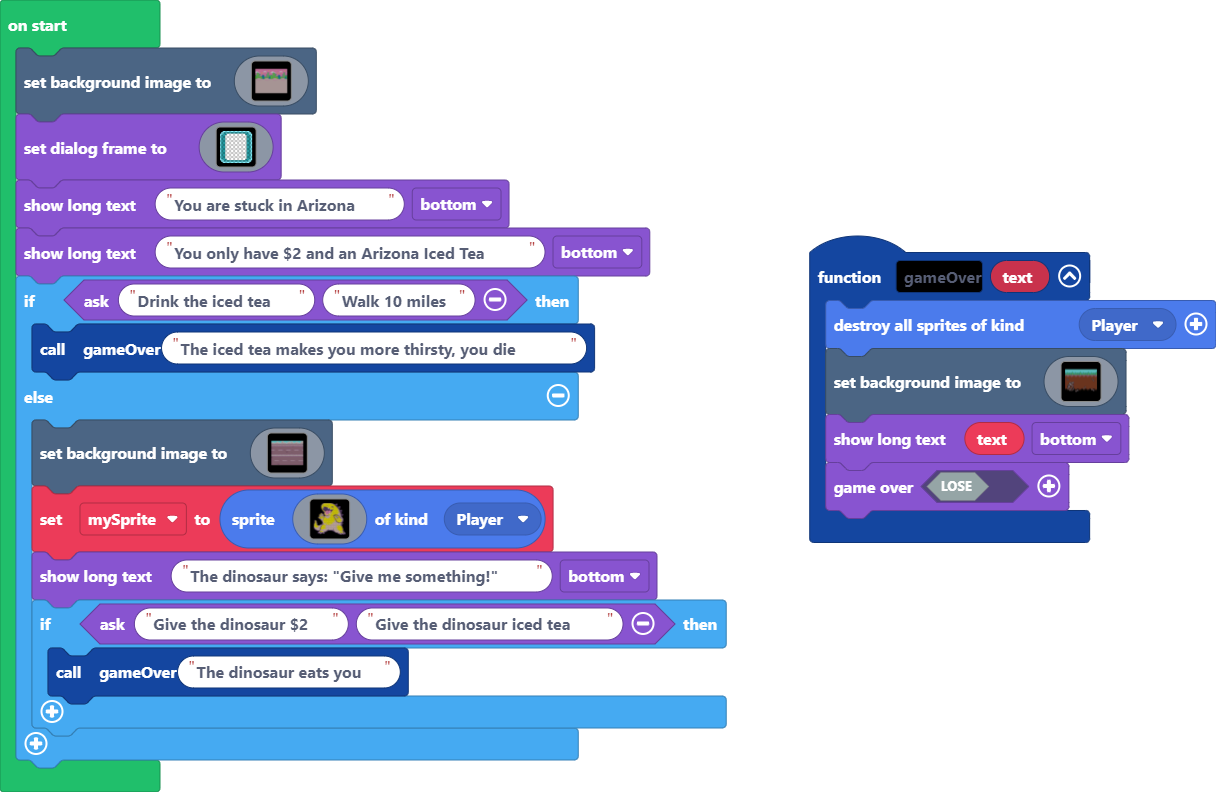 on start
set background image to
set dialog frame to
show long text "You are stuck in Arizona" bottom
show long text "You only have $2 and an Arizona Iced Tea" bottom
if ask "Drink the iced tea" "Walk 10 miles" then
call gameOver "The iced tea makes you more thirsty, you die"
else
set background image to
set mySprite to sprite of kind Player
show long text "The dinosaur says: "Give me something!"" bottom
if ask "Give the dinosaur $2" "Give the dinosaur iced tea" then
call gameOver "The dinosaur eats you"
function gameOver text
destroy all sprites of kind Player
set background image to
show long text text bottom
game over LOSE